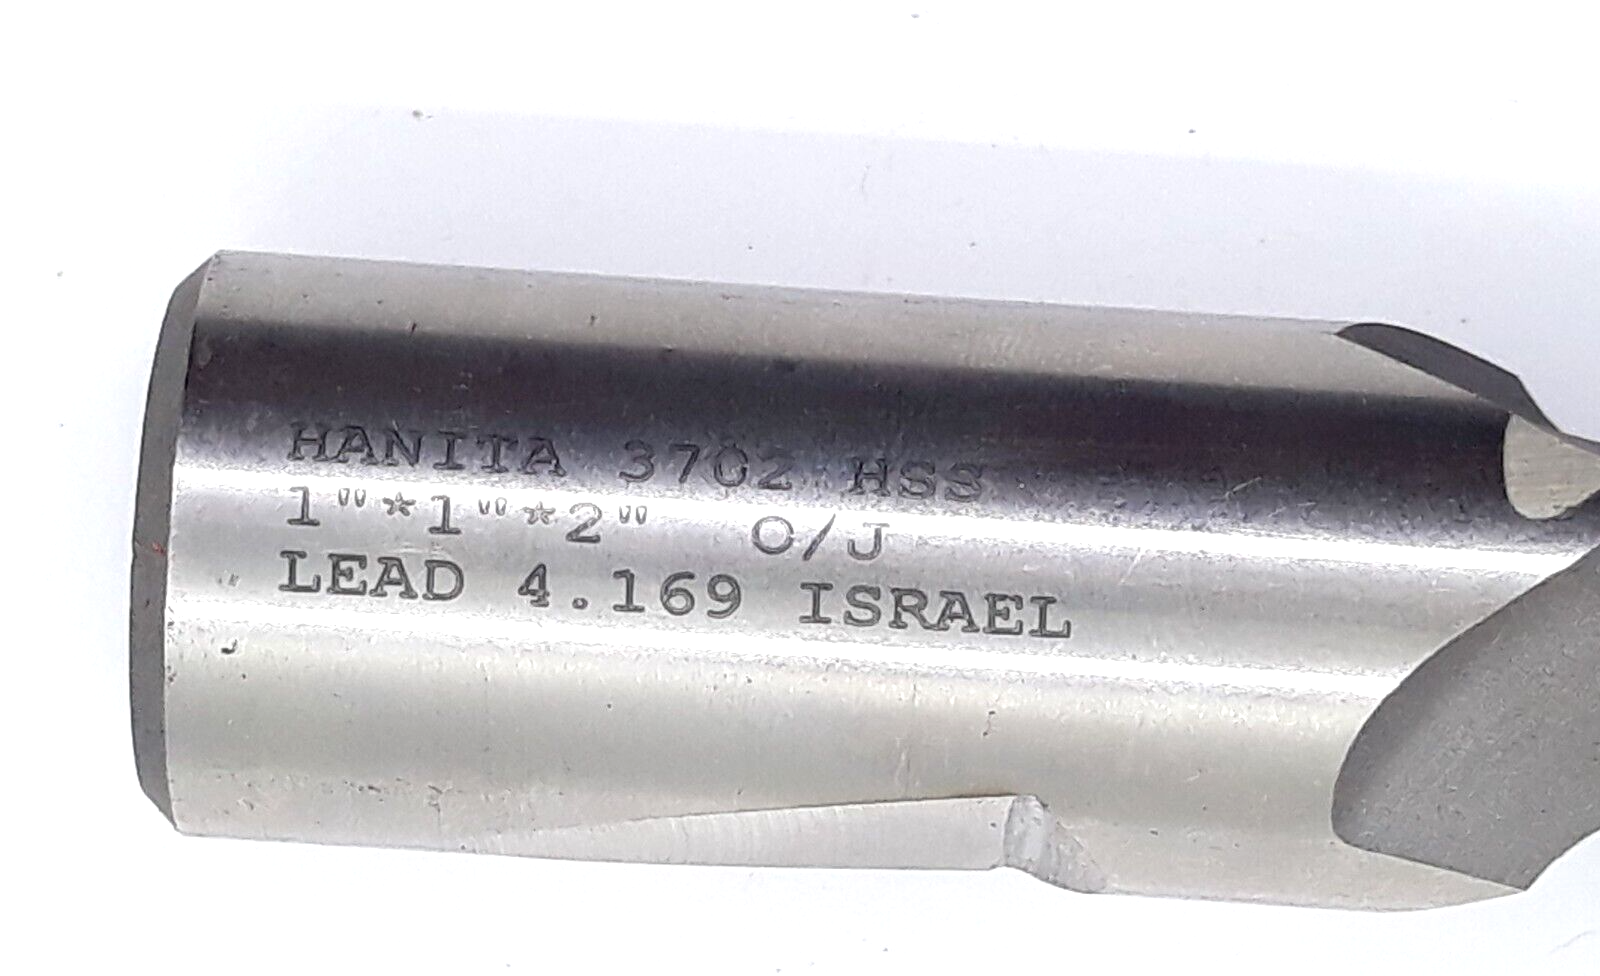 HANITA 3702 HSS
1"*1"*2" O/J
LEAD 4.169 ISRAEL